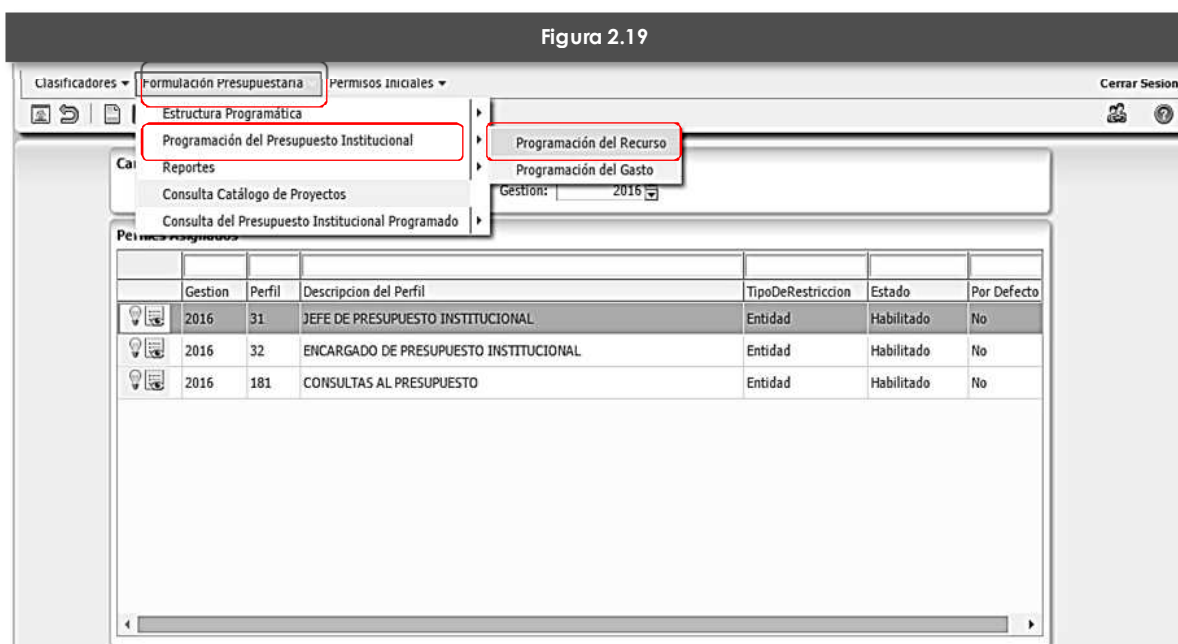 Figura 2.19
Clasificadores Formulación Presupuestaria Permisos Iniciales Cerrar Sesion
Estructura Programática
Programación del Presupuesto Institucional Programación del Recurso
Reportes Programación del Gasto
Consulta Catálogo de Proyectos Gestion: 2016
Consulta del Presupuesto Institucional Programado
Gestion Perfil Descripcion del Perfil TipoDeRestriccion Estado Por Defecto
2016 31 JEFE DE PRESUPUESTO INSTITUCIONAL Entidad Habilitado No
2016 32 ENCARGADO DE PRESUPUESTO INSTITUCIONAL Entidad Habilitado No
2016 181 CONSULTAS AL PRESUPUESTO Entidad Habilitado No